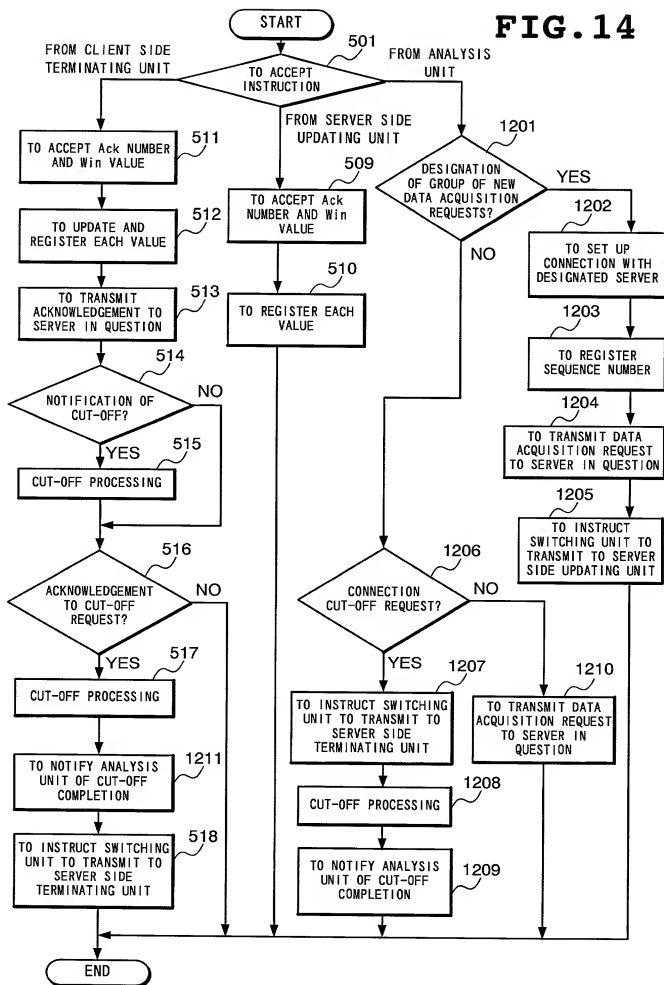 FIG.14
START
501
TO ACCEPT
INSTRUCTION
FROM CLIENT SIDE
TERMINATING UNIT
FROM ANALYSIS
UNIT
FROM SERVER SIDE
UPDATING UNIT
511
TO ACCEPT Ack NUMBER
AND Win VALUE
512
TO UPDATE AND
REGISTER EACH VALUE
513
TO TRANSMIT
ACKNOWLEDGEMENT TO
SERVER IN QUESTION
514
NOTIFICATION OF
CUT-OFF?
NO
YES
515
CUT-OFF PROCESSING
516
ACKNOWLEDGEMENT
TO CUT-OFF
REQUEST?
NO
YES
517
CUT-OFF PROCESSING
1211
TO NOTIFY ANALYSIS
UNIT OF CUT-OFF
COMPLETION
518
TO INSTRUCT SWITCHING
UNIT TO TRANSMIT TO
SERVER SIDE
TERMINATING UNIT
END
509
TO ACCEPT Ack
NUMBER AND Win
VALUE
510
TO REGISTER EACH
VALUE
1201
DESIGNATION
OF GROUP OF NEW
DATA ACQUISITION
REQUESTS?
YES
NO
1202
TO SET UP
CONNECTION WITH
DESIGNATED SERVER
1203
TO REGISTER
SEQUENCE NUMBER
1204
TO TRANSMIT DATA
ACQUISITION REQUEST
TO SERVER IN QUESTION
1205
TO INSTRUCT
SWITCHING UNIT TO
TRANSMIT TO SERVER
SIDE UPDATING UNIT
1206
CONNECTION
CUT-OFF REQUEST?
NO
YES
1207
TO INSTRUCT SWITCHING
UNIT TO TRANSMIT TO
SERVER SIDE
TERMINATING UNIT
1208
CUT-OFF PROCESSING
1209
TO NOTIFY ANALYSIS
UNIT OF CUT-OFF
COMPLETION
1210
TO TRANSMIT DATA
ACQUISITION REQUEST
TO SERVER IN
QUESTION